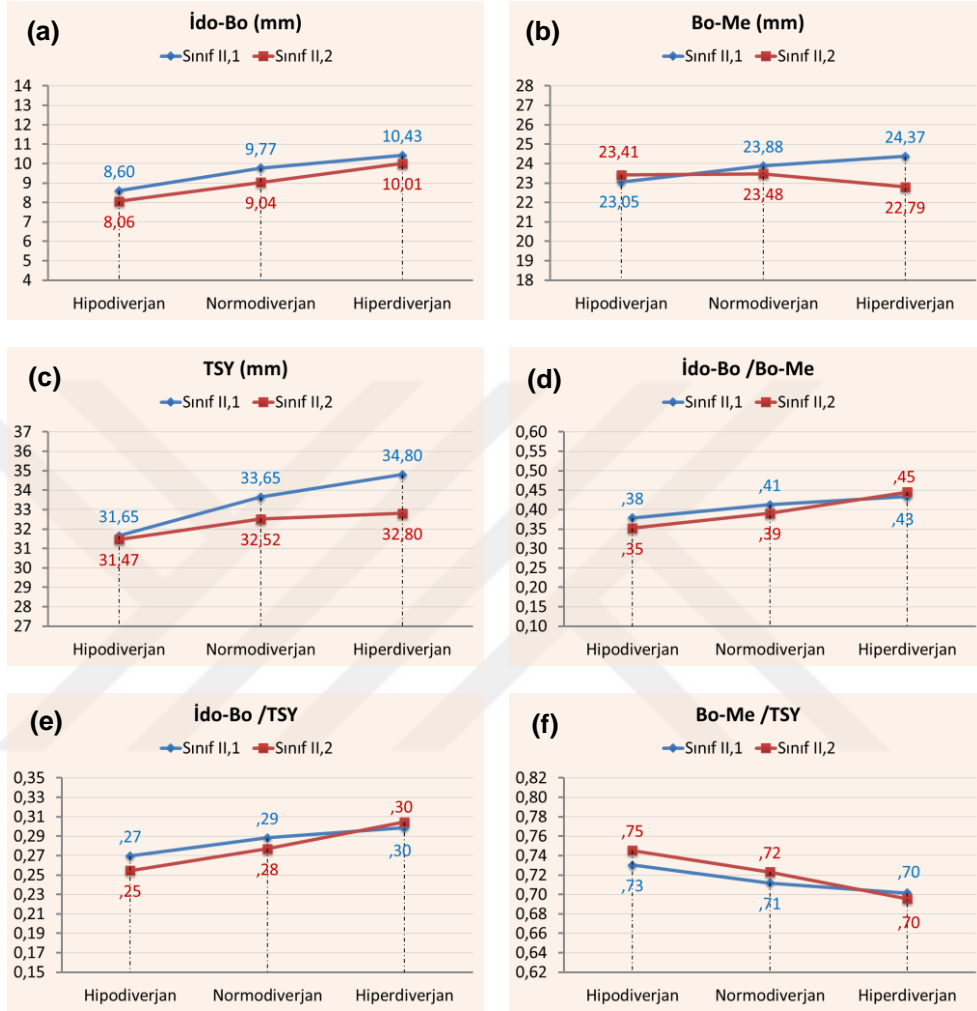 (a)
İdo-Bo (mm)
Sınıf II,1 Sınıf II,2
14
13
12
11
10
9
8
7
6
5
4
8,60 9,77 10,43
8,06 9,04 10,01
Hipodiverjan Normodiverjan Hiperdiverjan
(b)
Bo-Me (mm)
Sınıf II,1 Sınıf II,2
28
27
26
25
24
23
22
21
20
19
18
23,41 23,88 24,37
23,05 23,48 22,79
Hipodiverjan Normodiverjan Hiperdiverjan
(c)
TSY (mm)
Sınıf II,1 Sınıf II,2
37
36
35
34
33
32
31
30
29
28
27
31,65 33,65 34,80
31,47 32,52 32,80
Hipodiverjan Normodiverjan Hiperdiverjan
(d)
İdo-Bo /Bo-Me
Sınıf II,1 Sınıf II,2
0,60
0,55
0,50
0,45
0,40
0,35
0,30
0,25
0,20
0,15
0,10
,38 ,41 ,45
,35 ,39 ,43
Hipodiverjan Normodiverjan Hiperdiverjan
(e)
İdo-Bo /TSY
Sınıf II,1 Sınıf II,2
0,35
0,33
0,31
0,29
0,27
0,25
0,23
0,21
0,19
0,17
0,15
,27 ,29 ,30
,25 ,28 ,30
Hipodiverjan Normodiverjan Hiperdiverjan
(f)
Bo-Me /TSY
Sınıf II,1 Sınıf II,2
0,82
0,80
0,78
0,76
0,74
0,72
0,70
0,68
0,66
0,64
0,62
,75 ,72 ,70
,73 ,71 ,70
Hipodiverjan Normodiverjan Hiperdiverjan